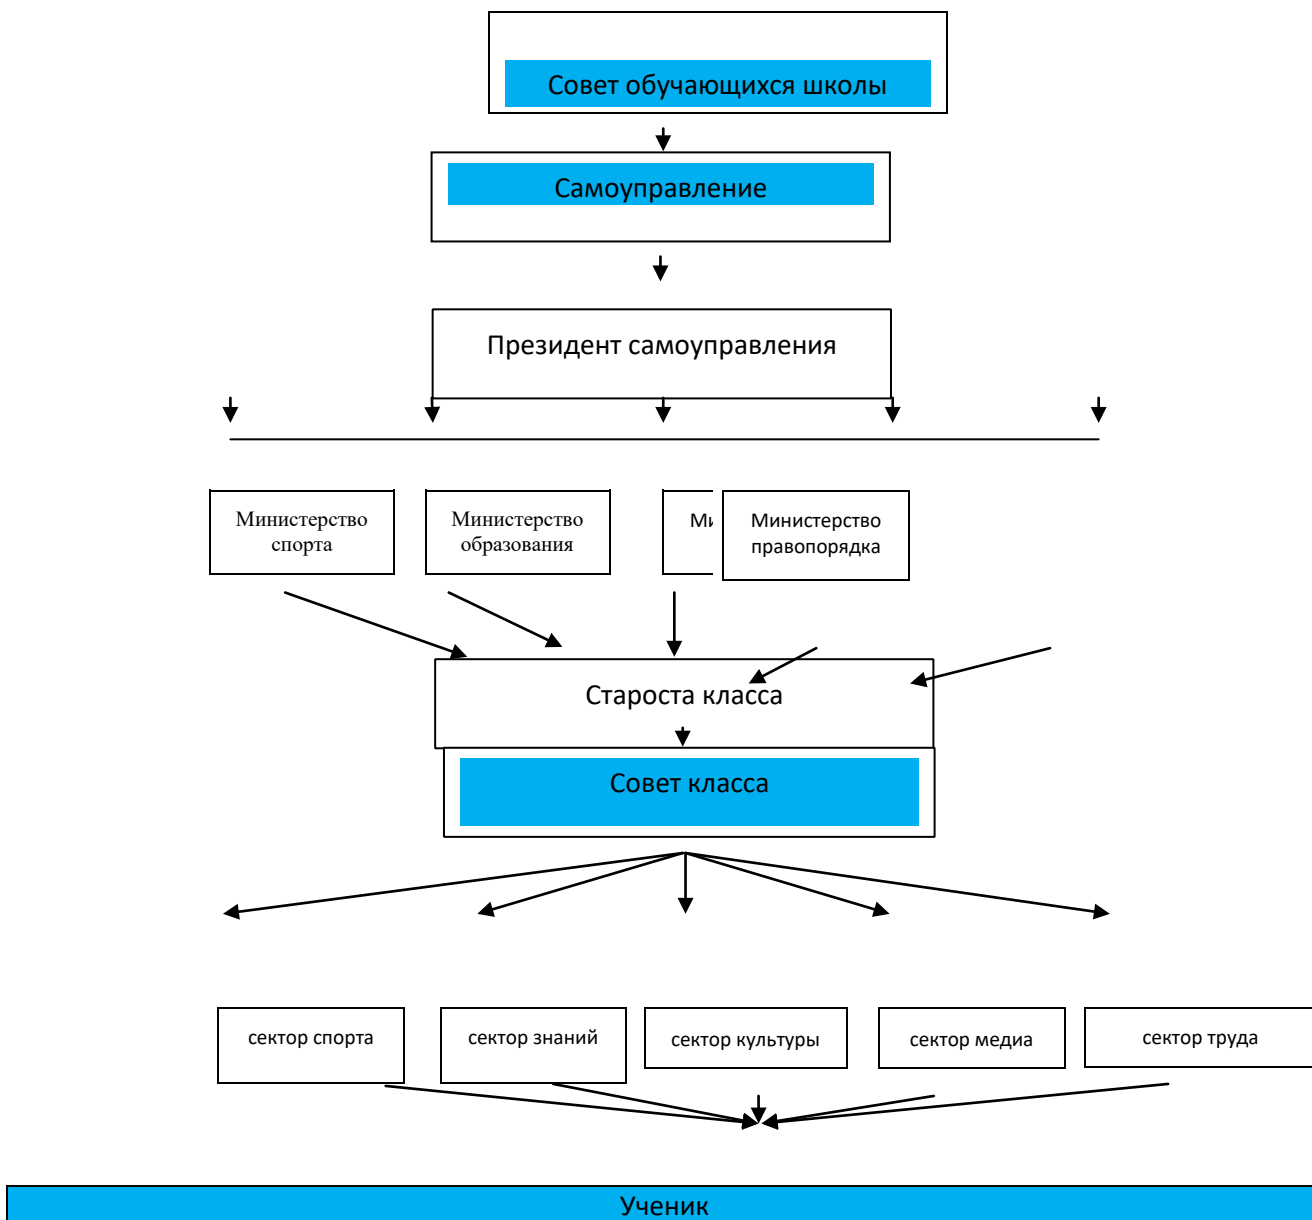 Совет обучающихся школы
Самоуправление
Президент самоуправления
Министерство
спорта
Министерство
образования
Министерство
правопорядка
Староста класса
Совет класса
сектор спорта
сектор знаний
сектор культуры
сектор медиа
сектор труда
Ученик